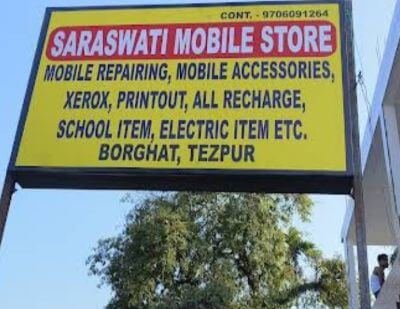 CONT. - 9706091264
SARASWATI MOBILE STORE
MOBILE REPAIRING, MOBILE ACCESSORIES,
XEROX, PRINTOUT, ALL RECHARGE,
SCHOOL ITEM, ELECTRIC ITEM ETC.
BORGHAT, TEZPUR